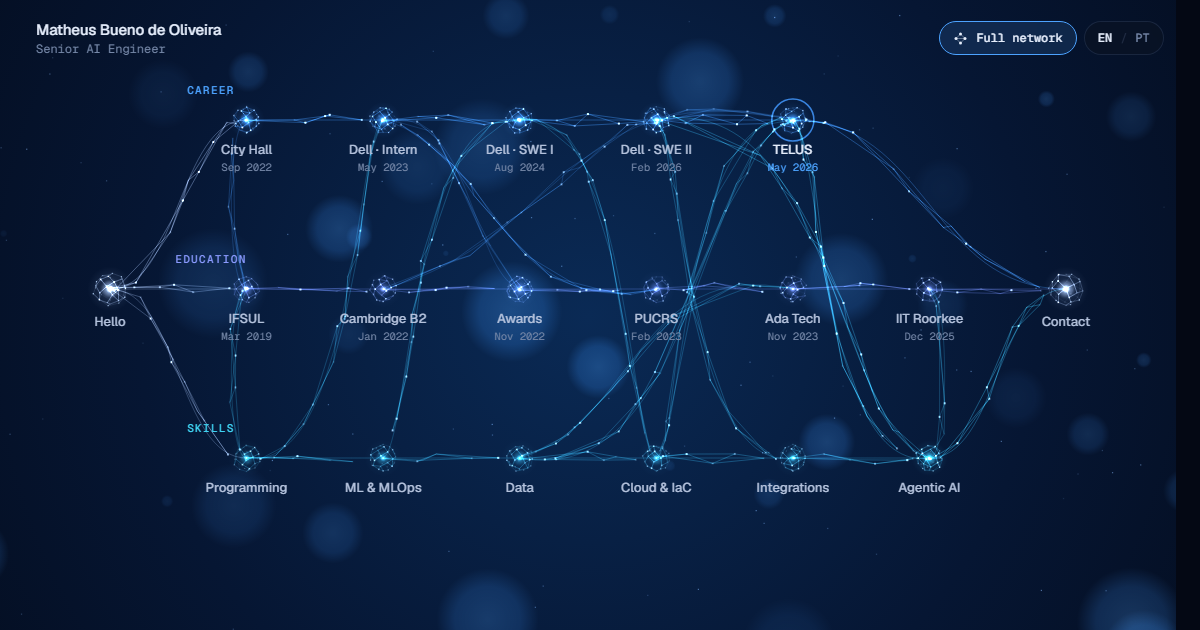 Matheus Bueno de Oliveira
Senior AI Engineer
Full network
EN / PT
CAREER
City Hall
Sep 2022
Dell · Intern
May 2023
Dell · SWE I
Aug 2024
Dell · SWE II
Feb 2026
TELUS
May 2026
EDUCATION
Hello
IFSUL
Mar 2019
Cambridge B2
Jan 2022
Awards
Nov 2022
PUCRS
Feb 2023
Ada Tech
Nov 2023
IIT Roorkee
Dec 2025
Contact
SKILLS
Programming
ML & MLOps
Data
Cloud & IaC
Integrations
Agentic AI